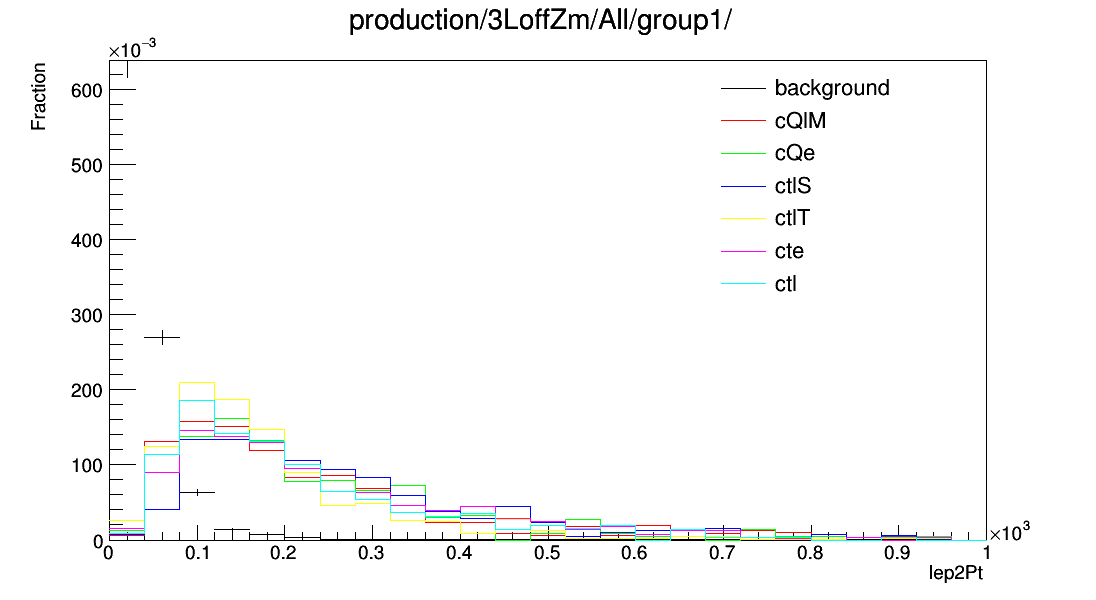 production/3LoffZm/All/group1/
×10⁻³
Fraction
600
500
400
300
200
100
0
background
cQlM
cQe
ctlS
ctlT
cte
ctl
0 0.1 0.2 0.3 0.4 0.5 0.6 0.7 0.8 0.9 1
×10³
lep2Pt